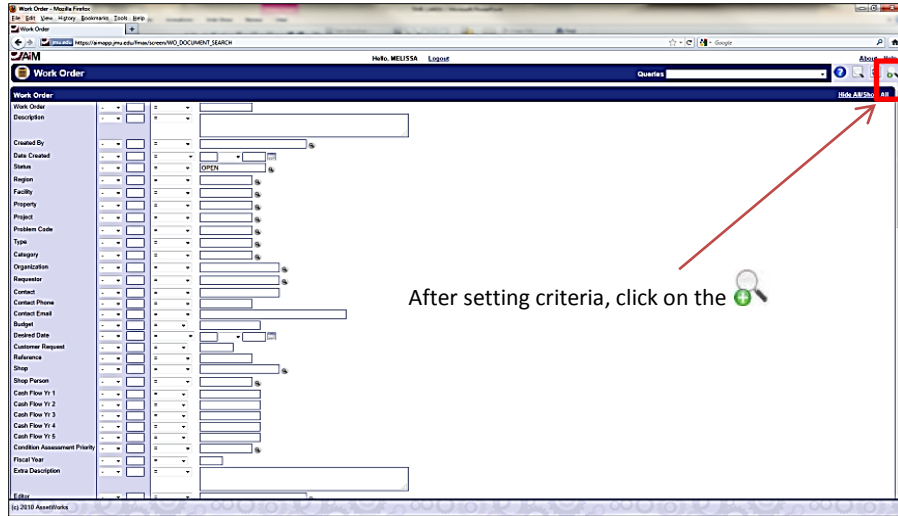 Work Order - Mozilla Firefox
File Edit View History Bookmarks Tools Help
Work Order +
jmu.edu https://aimapp.jmu.edu/fmax/screen/WO_DOCUMENT_SEARCH Google
AiM Hello, MELISSA Logout About Help
Work Order Queries
Work Order Hide All/Show All
Work Order - =
Description - =
Created By - =
Date Created - =
Status - = OPEN
Region - =
Facility - =
Property - =
Project - =
Problem Code - =
Type - =
Category - =
Organization - =
Requestor - =
Contact - =
Contact Phone - =
Contact Email - =
Budget - =
Desired Date - =
Customer Request - =
Reference - =
Shop - =
Shop Person - =
Cash Flow Yr 1 - =
Cash Flow Yr 2 - =
Cash Flow Yr 3 - =
Cash Flow Yr 4 - =
Cash Flow Yr 5 - =
Condition Assessment Priority - =
Fiscal Year - =
Extra Description - =
Editor - =
After setting criteria, click on the
(c) 2010 AssetWorks